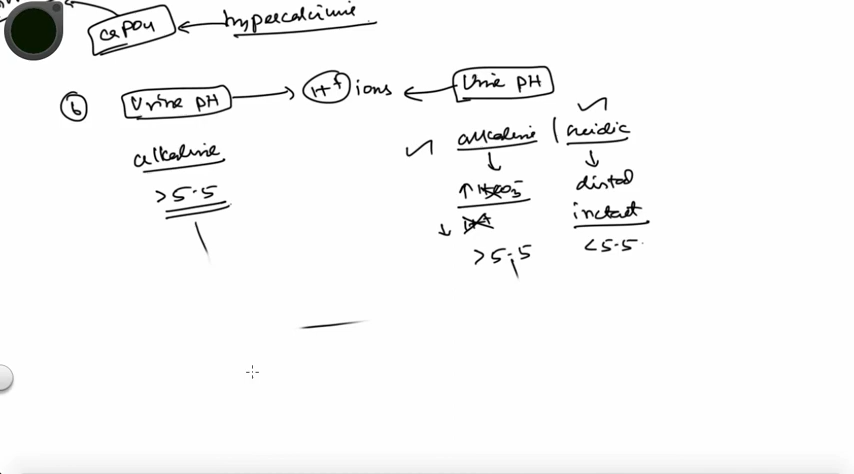 CaPO4 ← hypercalcimie
6 Urine pH → H+ ions ← Urine pH
alkaline
alkaline | acidic
>5.5
↑ HCO3 distal
↓ H+ intact
>5.5 <5.5